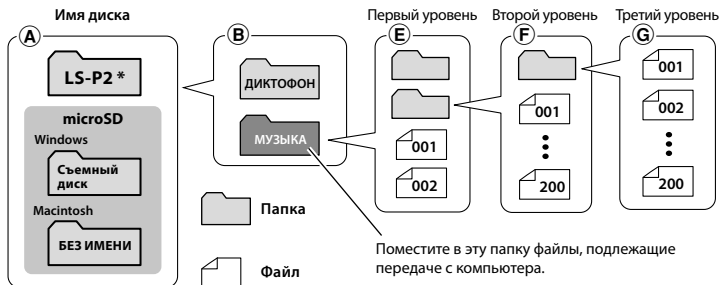 Имя диска
Первый уровень
Второй уровень
Третий уровень
A
B
E
F
G
LS-P2 *
microSD
Windows
Съемный
диск
Macintosh
БЕЗ ИМЕНИ
ДИКТОФОН
МУЗЫКА
001
002
001
200
001
002
200
Папка
Файл
Поместите в эту папку файлы, подлежащие
передаче с компьютера.